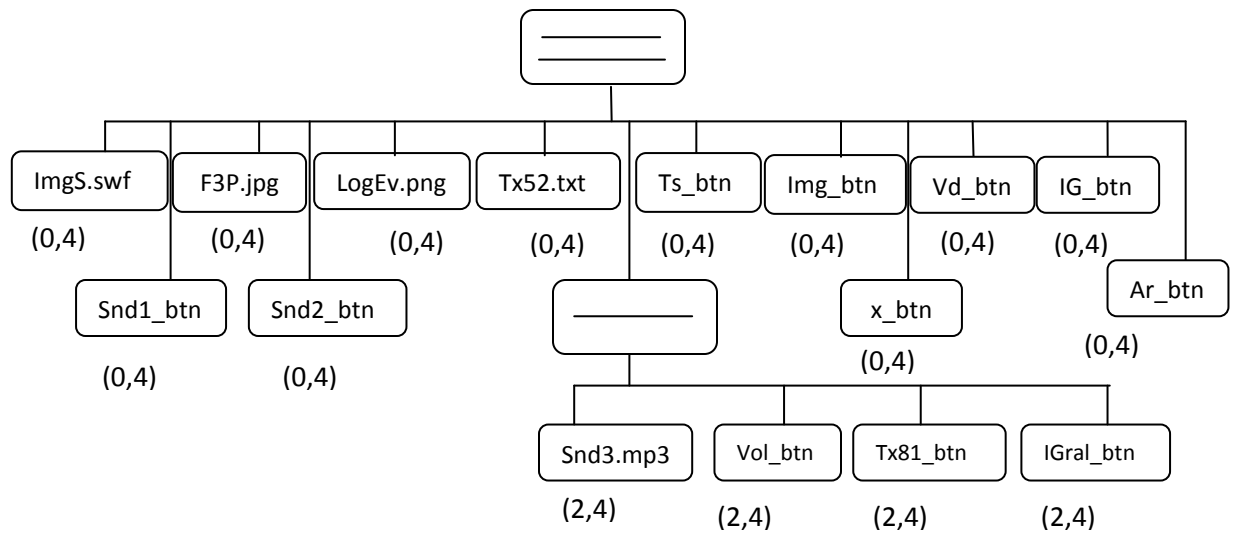 ImgS.swf
F3P.jpg
LogEv.png
Tx52.txt
Ts_btn
Img_btn
Vd_btn
IG_btn
(0,4)
(0,4)
(0,4)
(0,4)
(0,4)
(0,4)
(0,4)
(0,4)
Snd1_btn
Snd2_btn
x_btn
Ar_btn
(0,4)
(0,4)
(0,4)
(0,4)
Snd3.mp3
Vol_btn
Tx81_btn
IGral_btn
(2,4)
(2,4)
(2,4)
(2,4)